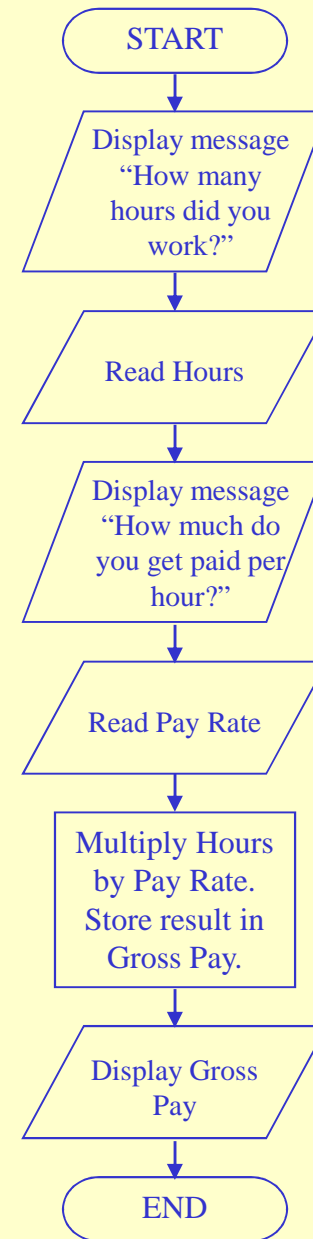 START
Display message
“How many
hours did you
work?”
Read Hours
Display message
“How much do
you get paid per
hour?”
Read Pay Rate
Multiply Hours
by Pay Rate.
Store result in
Gross Pay.
Display Gross
Pay
END